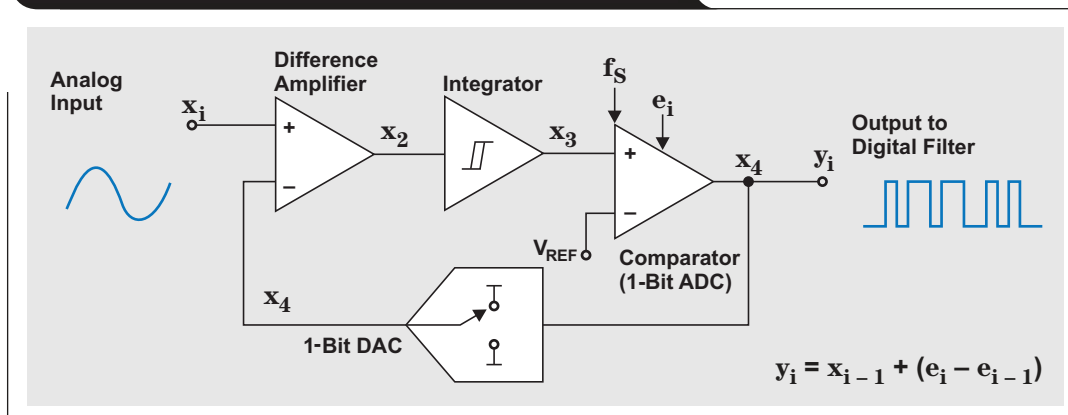 Analog
Input
Difference
Amplifier
Integrator
xi
+
–
x2
x3
fS
ei
+
–
VREF
Comparator
(1-Bit ADC)
x4
yi
Output to
Digital Filter
x4
1-Bit DAC
yi = xi – 1 + (ei – ei – 1)